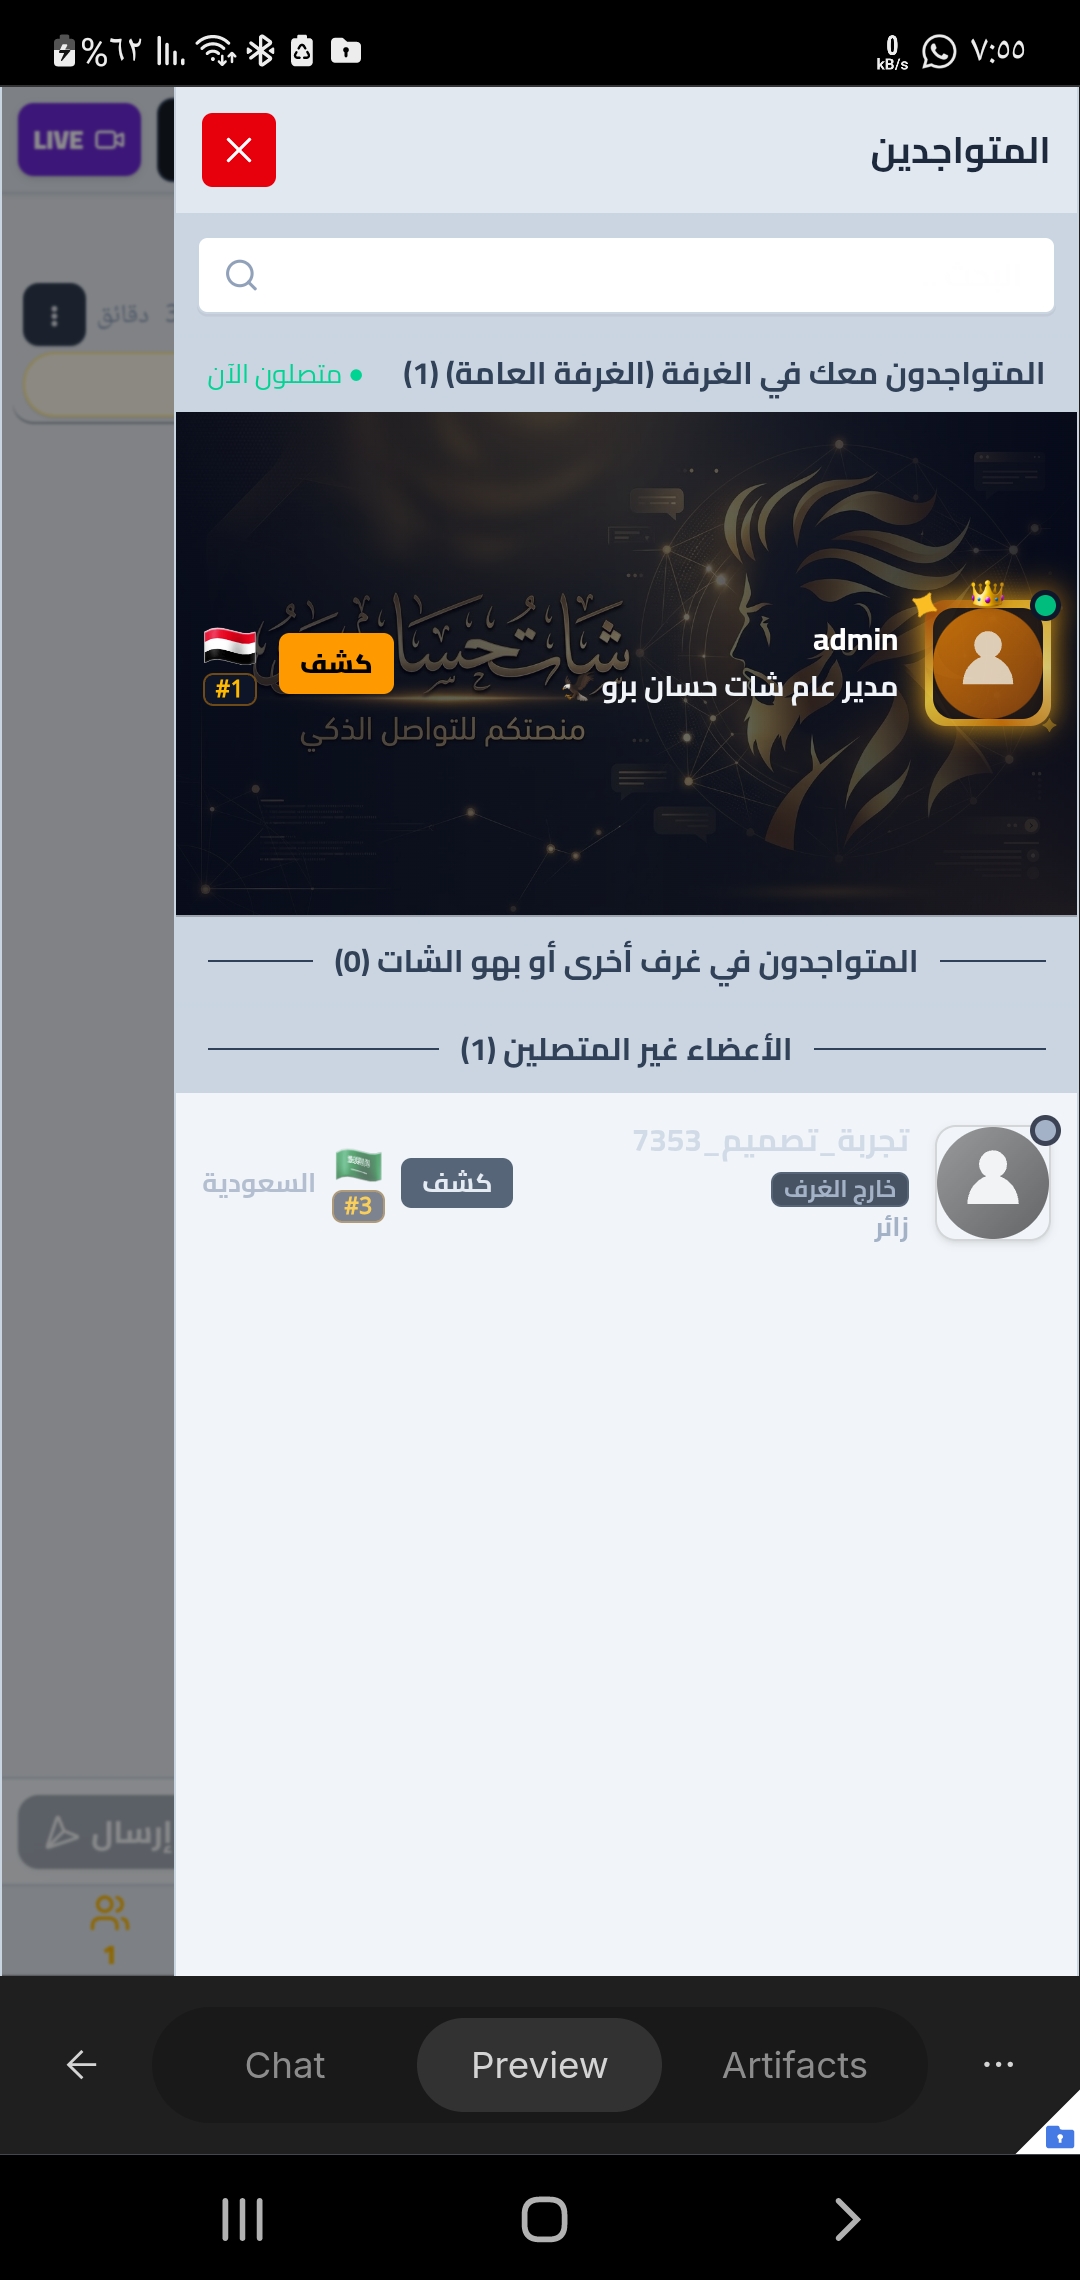 %٦٢
0
kB/s
٧:٥٥
LIVE
المتواجدين
دقائق
المتواجدون معك في الغرفة (الغرفة العامة) (1)
متصلون الآن
admin
مدير عام شات حسان برو
كشف
#1
شات حسان
منصتكم للتواصل الذكي
المتواجدون في غرف أخرى أو بهو الشات (0)
الأعضاء غير المتصلين (1)
تجربة_تصميم_7353
خارج الغرف
زائر
كشف
#3
السعودية
إرسال
1
Chat
Preview
Artifacts